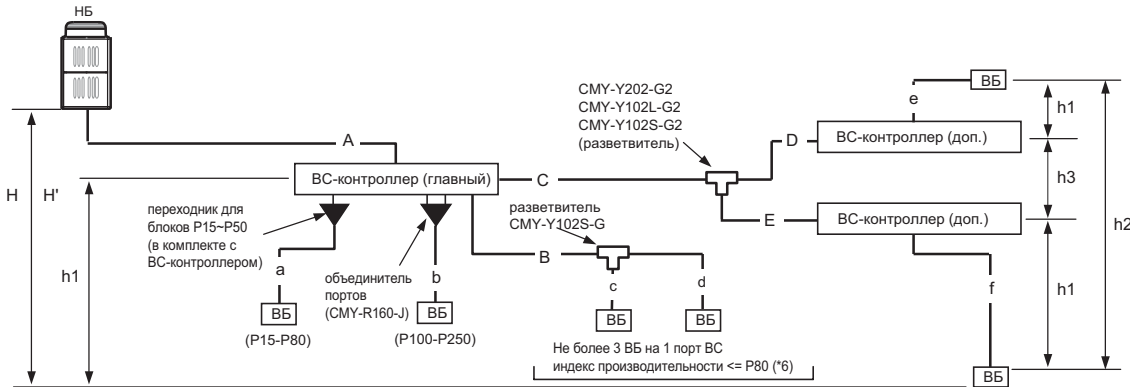 НБ
CMY-Y202-G2
CMY-Y102L-G2
CMY-Y102S-G2
(разветвитель)
ВБ
e
h1
A
D
ВС-контроллер (доп.)
H
H'
ВС-контроллер (главный)
C
h3
h2
переходник для
блоков P15~P50
(в комплекте с
ВС-контроллером)
разветвитель
CMY-Y102S-G
E
ВС-контроллер (доп.)
h1
a
b
объединитель
портов
(CMY-R160-J)
B
c
d
f
h1
ВБ
(P15-P80)
ВБ
(P100-P250)
ВБ
ВБ
Не более 3 ВБ на 1 порт ВС
индекс производительности <= P80 (*6)
ВБ